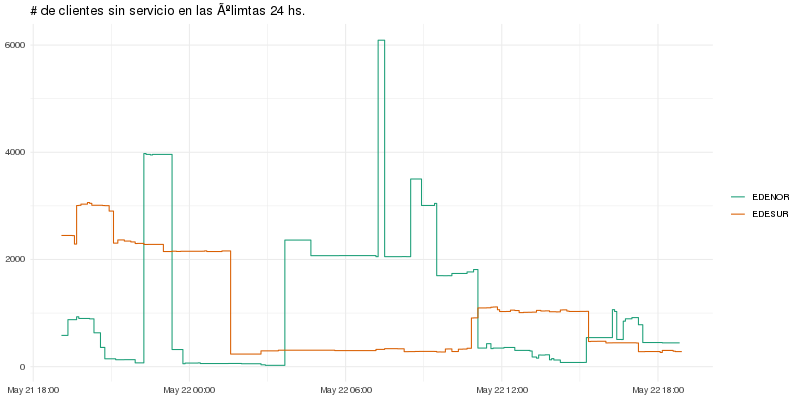 # de clientes sin servicio en las Ãºlimtas 24 hs.
6000
4000
2000
0
May 21 18:00
May 22 00:00
May 22 06:00
May 22 12:00
May 22 18:00
EDENOR
EDESUR